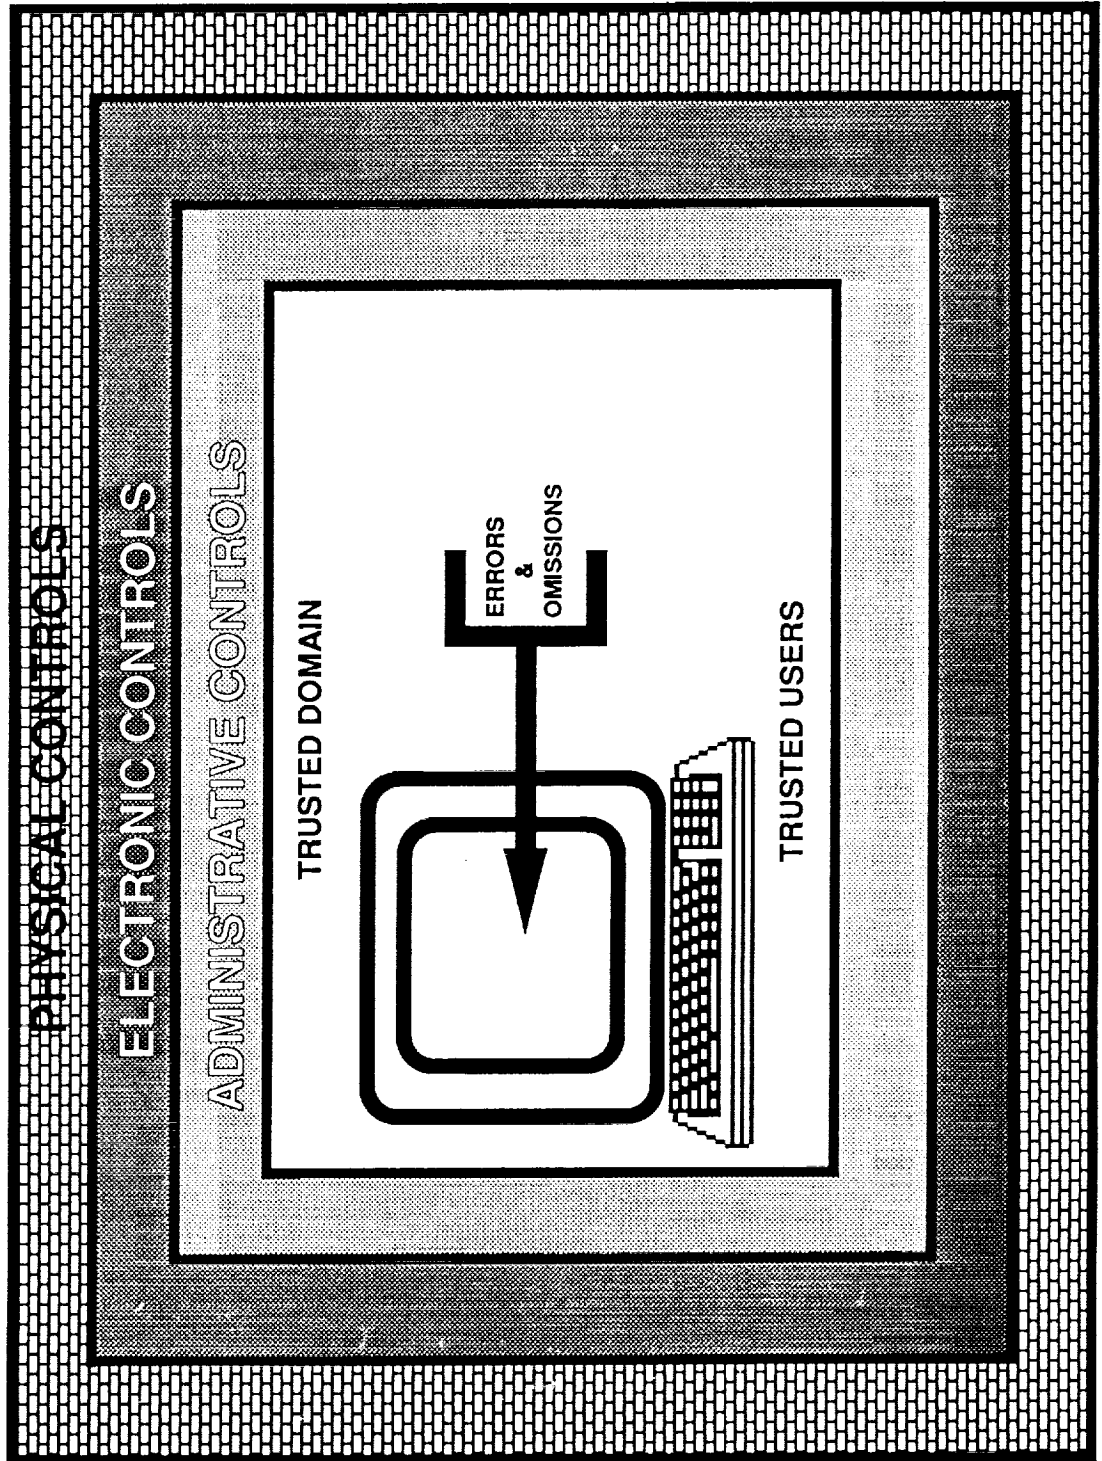 PHYSICAL CONTROLS
ELECTRONIC CONTROLS
ADMINISTRATIVE CONTROLS
TRUSTED DOMAIN
ERRORS
&
OMISSIONS
TRUSTED USERS